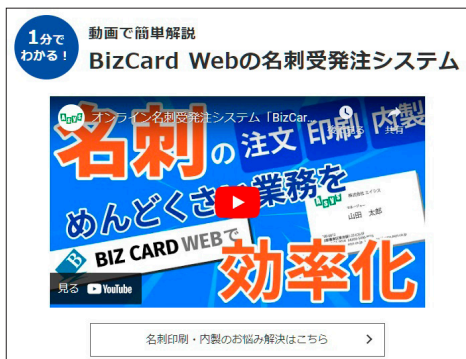 1分で
わかる！
動画で簡単解説
BizCard Webの名刺受発注システム
オンライン名刺受発注システム「BizCar...
後で見る
共有
名刺の注文 印刷 内製
めんどくさい業務を
BIZ CARD WEBで
効率化
株式会社 エイシス
山田 太郎
見る YouTube
名刺印刷・内製のお悩み解決はこちら